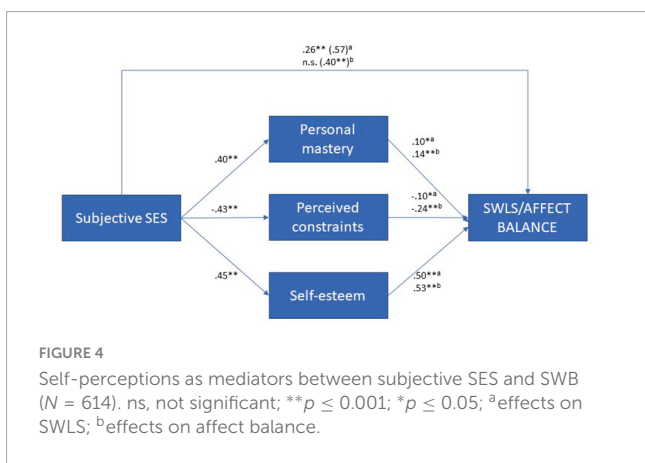 .26** (.57)ᵃ
n.s. (.40**)ᵇ
Personal
mastery
.40**
.10*ᵃ
.14**ᵇ
Subjective SES
-.43**
Perceived
constraints
-.10*ᵃ
-.24**ᵇ
SWLS/AFFECT
BALANCE
.45**
Self-esteem
.50**ᵃ
.53**ᵇ
FIGURE 4
Self-perceptions as mediators between subjective SES and SWB
(N = 614). ns, not significant; **p ≤ 0.001; *p ≤ 0.05; ᵃeffects on
SWLS; ᵇeffects on affect balance.